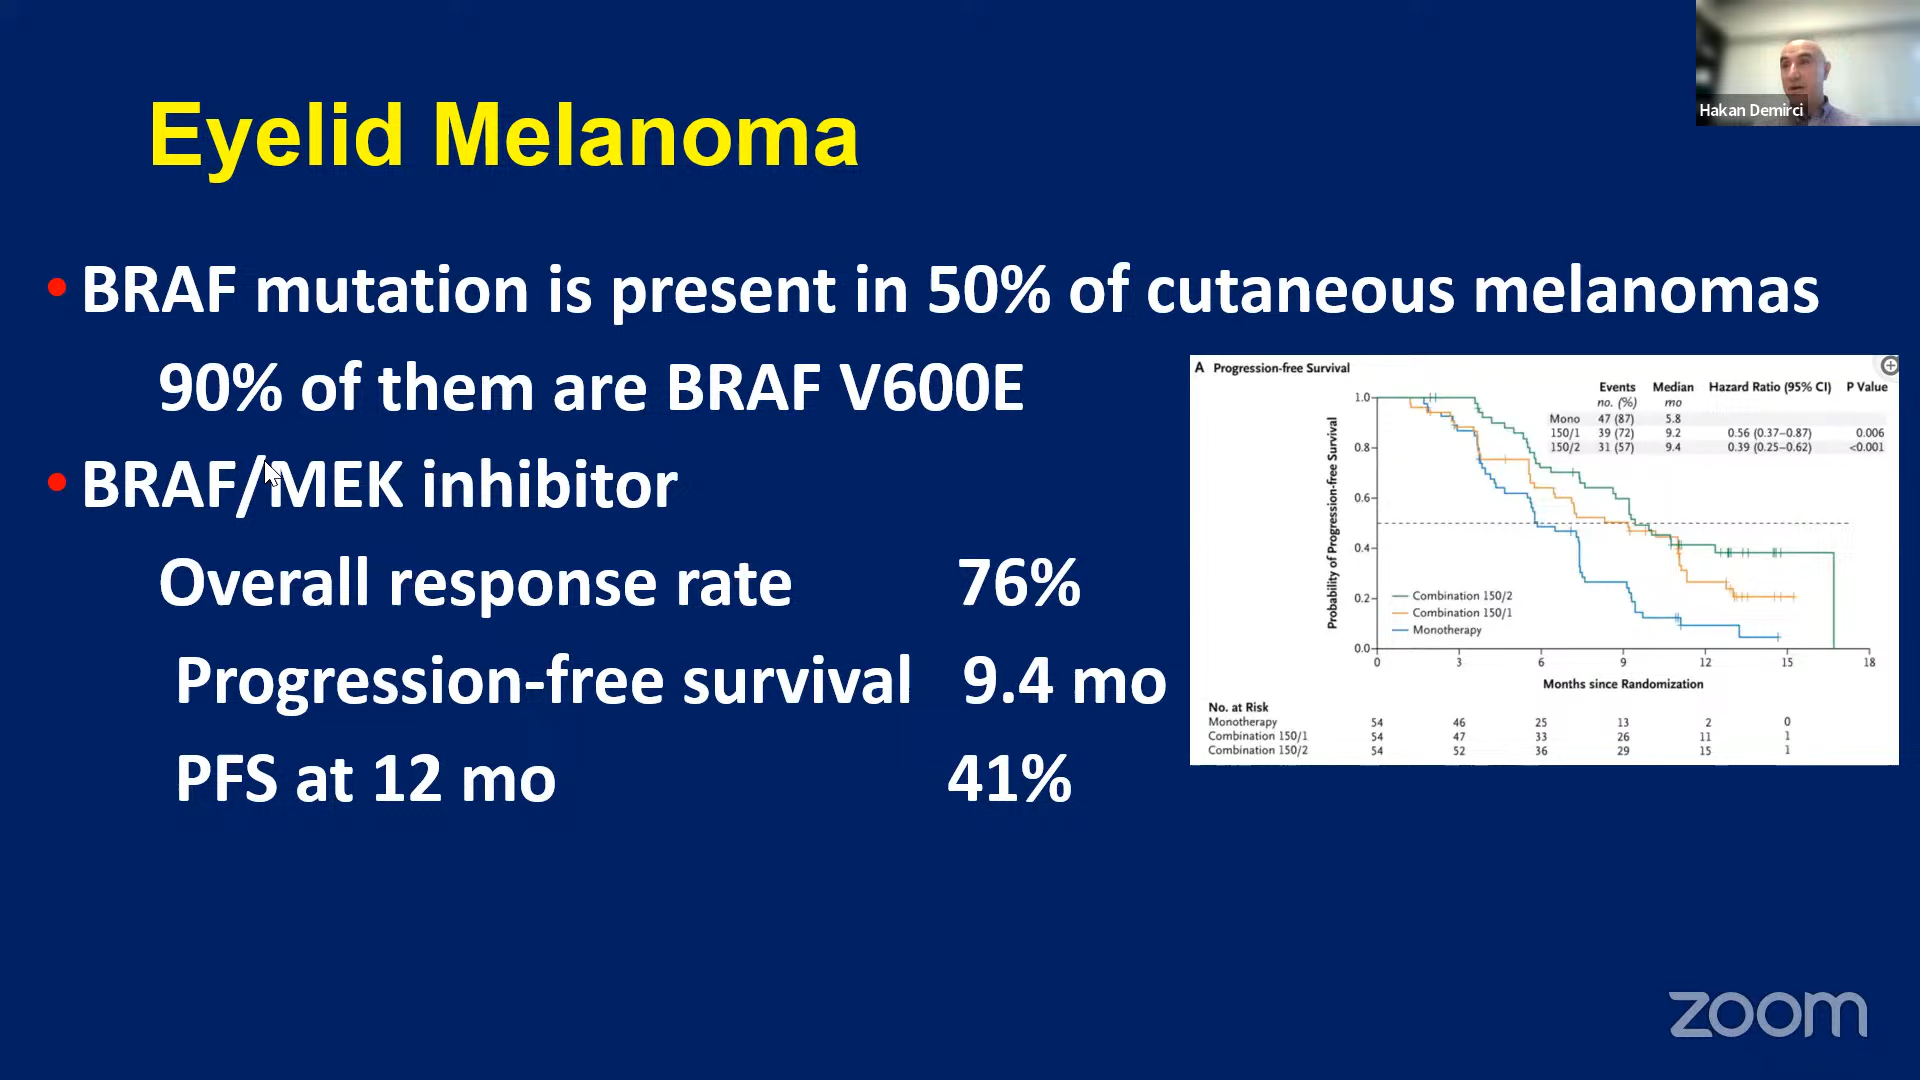 Hakan Demirci
Eyelid Melanoma
• BRAF mutation is present in 50% of cutaneous melanomas
90% of them are BRAF V600E
• BRAF/MEK inhibitor
Overall response rate 76%
Progression-free survival 9.4 mo
PFS at 12 mo 41%
A Progression-free Survival
Events Median Hazard Ratio (95% CI) P Value
no. (%) mo
Mono 47 (87) 5.8
150/1 39 (72) 9.2 0.56 (0.37–0.87) 0.006
150/2 31 (57) 9.4 0.39 (0.25–0.62) <0.001
Probability of Progression-free Survival
1.0
0.8
0.6
0.4
0.2
0.0
Combination 150/2
Combination 150/1
Monotherapy
0 3 6 9 12 15 18
Months since Randomization
No. at Risk
Monotherapy 54 46 25 13 2 0
Combination 150/1 54 47 33 26 11 1
Combination 150/2 54 52 36 29 15 1
zoom